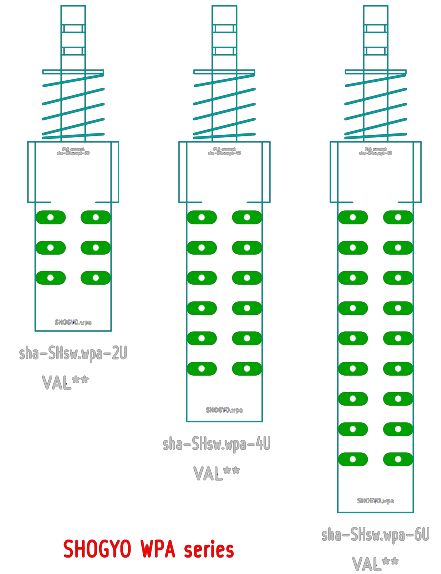 SHOGYO.wpa
sha-SHsw.wpa-2U
VAL**
SHOGYO.wpa
sha-SHsw.wpa-4U
VAL**
SHOGYO.wpa
sha-SHsw.wpa-6U
VAL**
SHOGYO WPA series